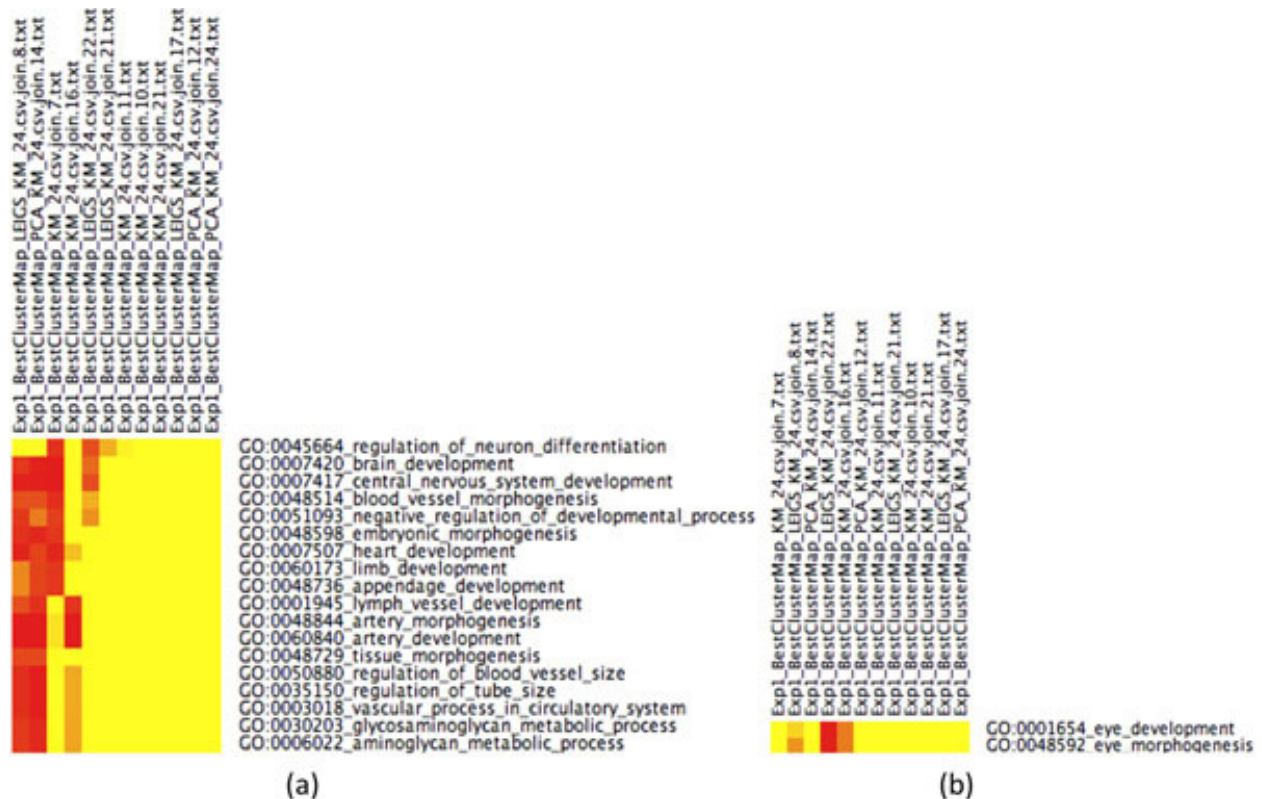 Exp1_BestClusterMap_LEIGS_KM_24.csv.join.8.txt
Exp1_BestClusterMap_PCA_KM_24.csv.join.14.txt
Exp1_BestClusterMap_KM_24.csv.join.7.txt
Exp1_BestClusterMap_KM_24.csv.join.16.txt
Exp1_BestClusterMap_LEIGS_KM_24.csv.join.22.txt
Exp1_BestClusterMap_LEIGS_KM_24.csv.join.21.txt
Exp1_BestClusterMap_KM_24.csv.join.11.txt
Exp1_BestClusterMap_KM_24.csv.join.10.txt
Exp1_BestClusterMap_KM_24.csv.join.21.txt
Exp1_BestClusterMap_LEIGS_KM_24.csv.join.17.txt
Exp1_BestClusterMap_PCA_KM_24.csv.join.12.txt
Exp1_BestClusterMap_PCA_KM_24.csv.join.24.txt
GO:0045664_regulation_of_neuron_differentiation
GO:0007420_brain_development
GO:0007417_central_nervous_system_development
GO:0048514_blood_vessel_morphogenesis
GO:0051093_negative_regulation_of_developmental_process
GO:0048598_embryonic_morphogenesis
GO:0007507_heart_development
GO:0060173_limb_development
GO:0048736_appendage_development
GO:0001945_lymph_vessel_development
GO:0048844_artery_morphogenesis
GO:0060840_artery_development
GO:0048729_tissue_morphogenesis
GO:0050880_regulation_of_blood_vessel_size
GO:0035150_regulation_of_tube_size
GO:0003018_vascular_process_in_circulatory_system
GO:0030203_glycosaminoglycan_metabolic_process
GO:0006022_aminoglycan_metabolic_process
(a)
Exp1_BestClusterMap_KM_24.csv.join.7.txt
Exp1_BestClusterMap_LEIGS_KM_24.csv.join.8.txt
Exp1_BestClusterMap_PCA_KM_24.csv.join.14.txt
Exp1_BestClusterMap_LEIGS_KM_24.csv.join.22.txt
Exp1_BestClusterMap_KM_24.csv.join.16.txt
Exp1_BestClusterMap_PCA_KM_24.csv.join.12.txt
Exp1_BestClusterMap_KM_24.csv.join.11.txt
Exp1_BestClusterMap_LEIGS_KM_24.csv.join.21.txt
Exp1_BestClusterMap_KM_24.csv.join.10.txt
Exp1_BestClusterMap_KM_24.csv.join.21.txt
Exp1_BestClusterMap_LEIGS_KM_24.csv.join.17.txt
Exp1_BestClusterMap_PCA_KM_24.csv.join.24.txt
GO:0001654_eye_development
GO:0048592_eye_morphogenesis
(b)